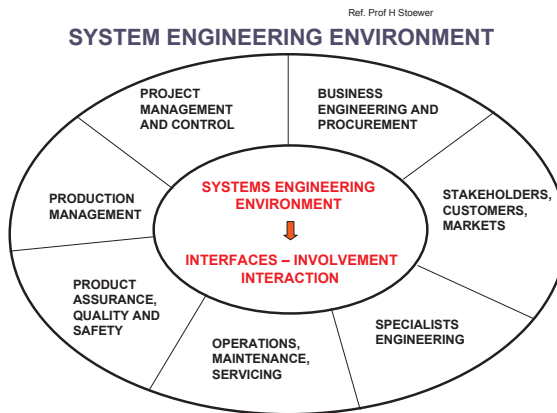 Ref. Prof H Stoewer
SYSTEM ENGINEERING ENVIRONMENT
PROJECT
MANAGEMENT
AND CONTROL
BUSINESS
ENGINEERING AND
PROCUREMENT
STAKEHOLDERS,
CUSTOMERS,
MARKETS
SPECIALISTS
ENGINEERING
OPERATIONS,
MAINTENANCE,
SERVICING
PRODUCT
ASSURANCE,
QUALITY AND
SAFETY
PRODUCTION
MANAGEMENT
SYSTEMS ENGINEERING
ENVIRONMENT
INTERFACES – INVOLVEMENT
INTERACTION